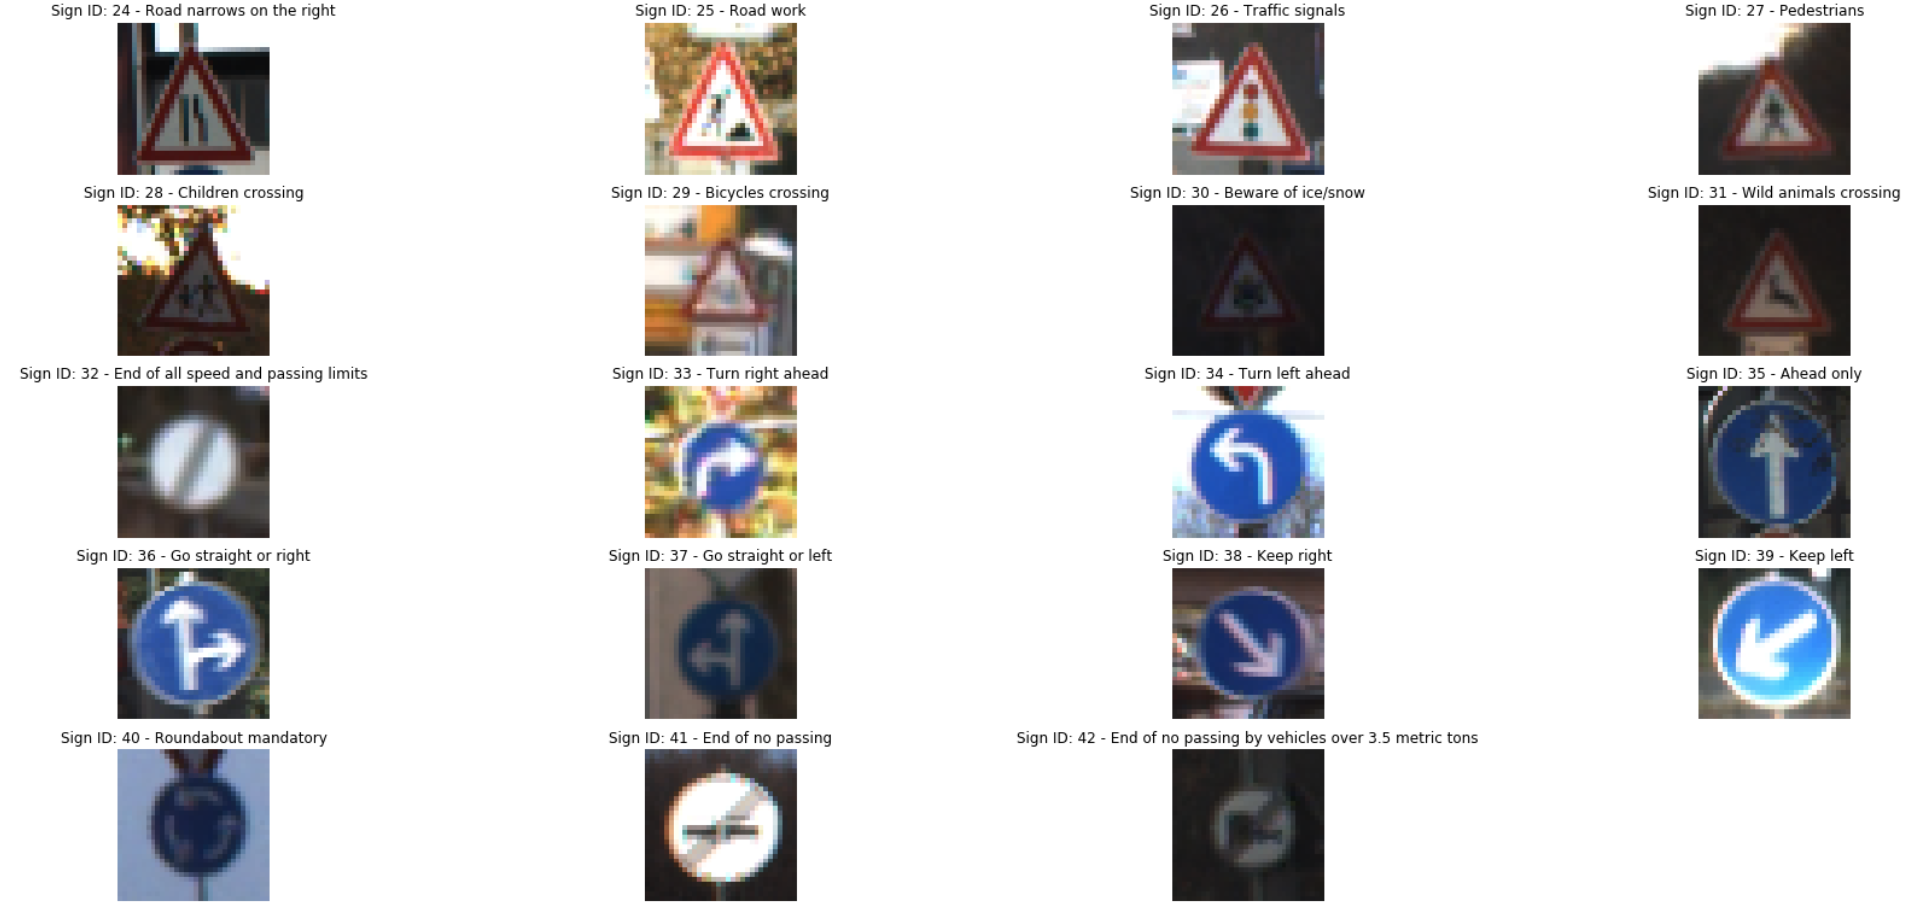 Sign ID: 24 - Road narrows on the right
Sign ID: 25 - Road work
Sign ID: 26 - Traffic signals
Sign ID: 27 - Pedestrians
Sign ID: 28 - Children crossing
Sign ID: 29 - Bicycles crossing
Sign ID: 30 - Beware of ice/snow
Sign ID: 31 - Wild animals crossing
Sign ID: 32 - End of all speed and passing limits
Sign ID: 33 - Turn right ahead
Sign ID: 34 - Turn left ahead
Sign ID: 35 - Ahead only
Sign ID: 36 - Go straight or right
Sign ID: 37 - Go straight or left
Sign ID: 38 - Keep right
Sign ID: 39 - Keep left
Sign ID: 40 - Roundabout mandatory
Sign ID: 41 - End of no passing
Sign ID: 42 - End of no passing by vehicles over 3.5 metric tons